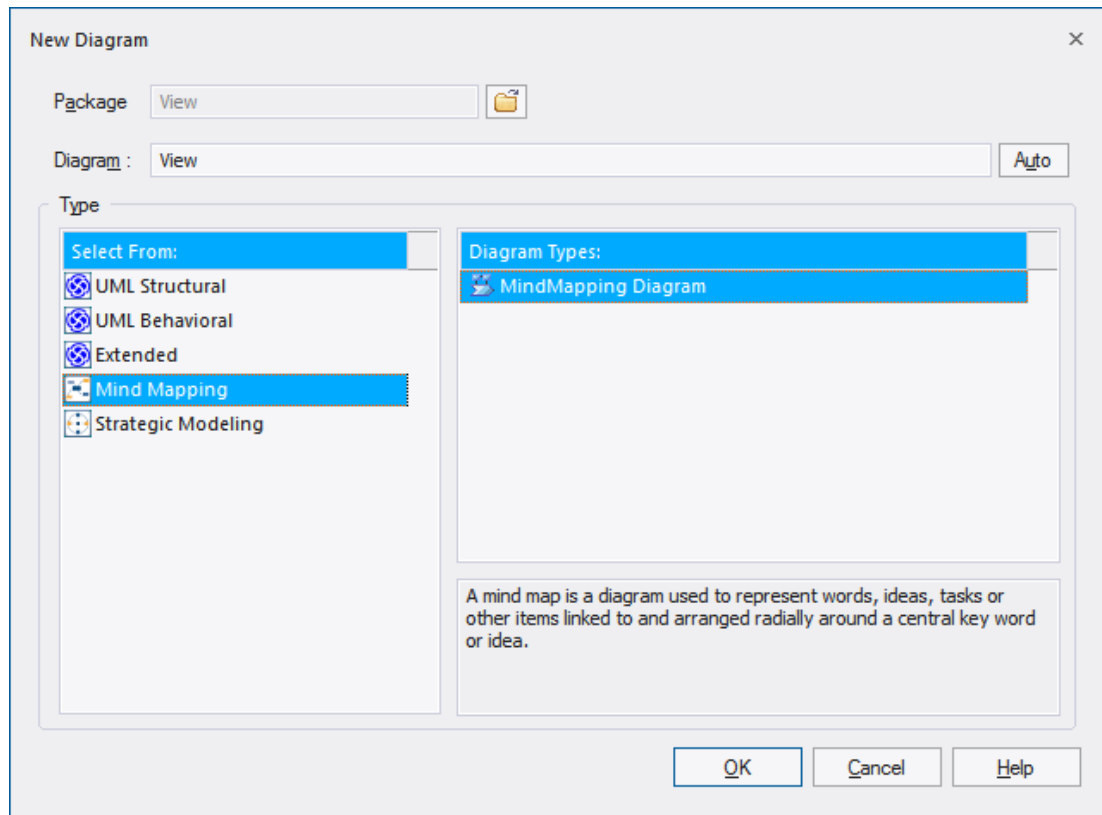 New Diagram
Package
View
Diagram :
View
Auto
Type
Select From:
UML Structural
UML Behavioral
Extended
Mind Mapping
Strategic Modeling
Diagram Types:
MindMapping Diagram
A mind map is a diagram used to represent words, ideas, tasks or
other items linked to and arranged radially around a central key word
or idea.
OK
Cancel
Help